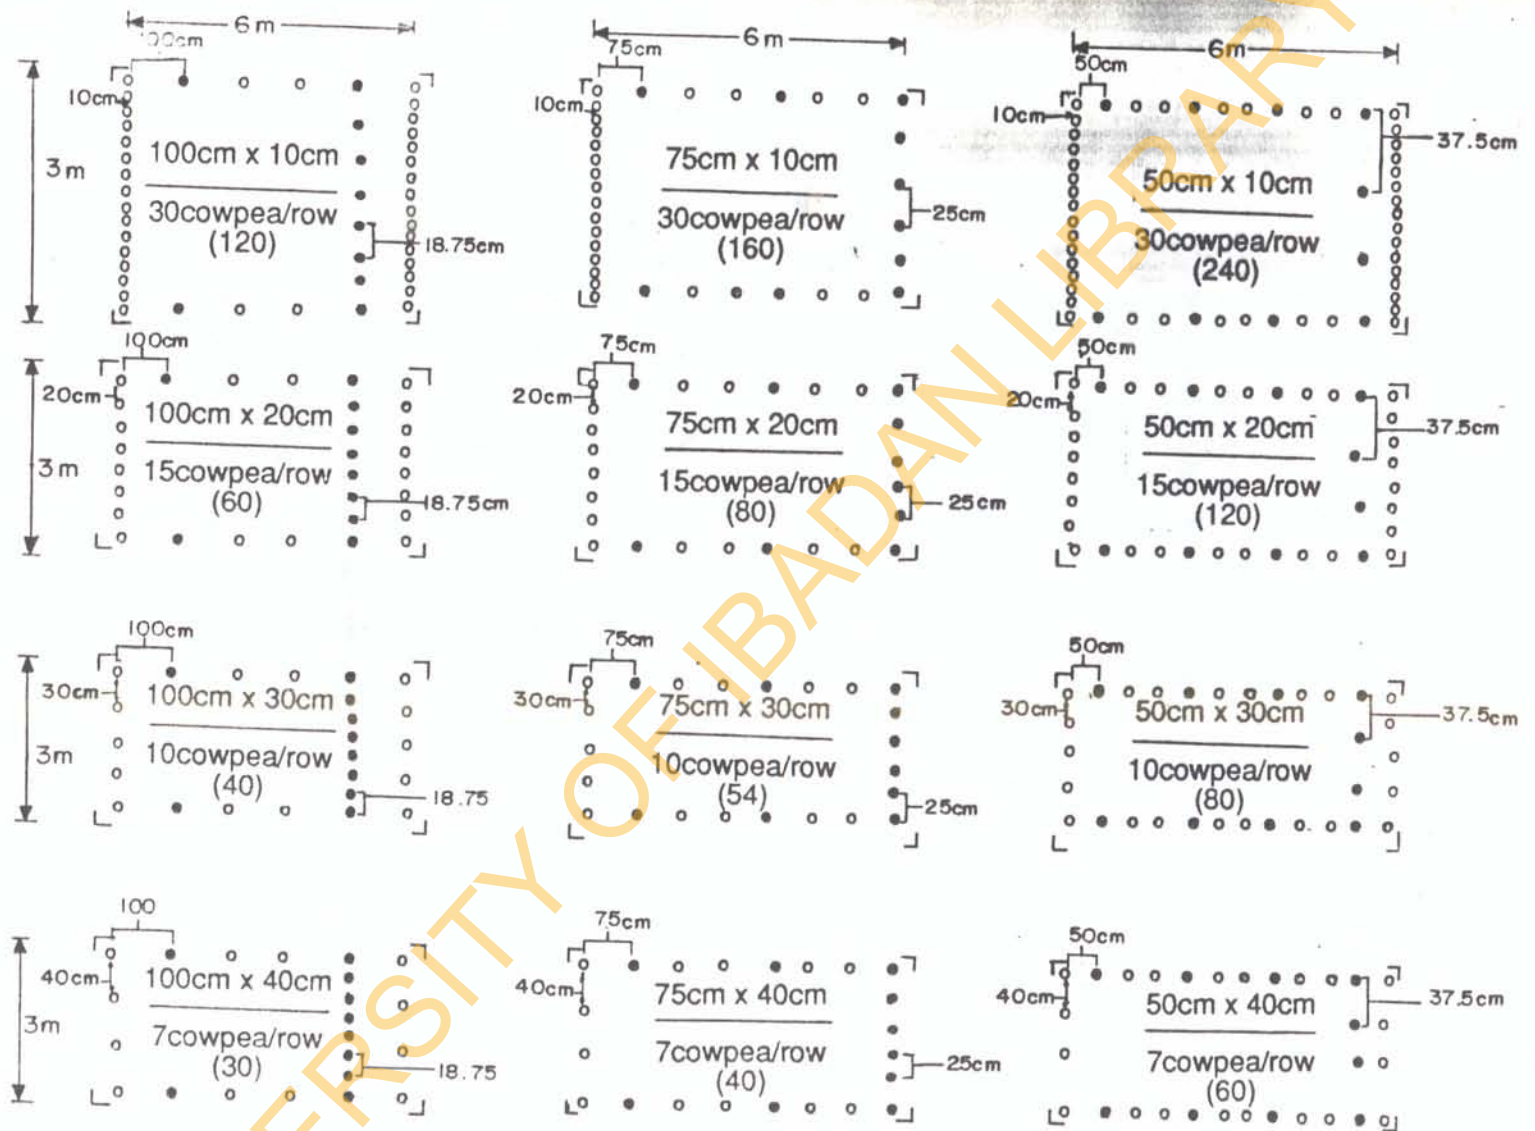 6m
100cm
10cm
3m
100cm x 10cm
30cowpea/row
(120)
18.75cm
6m
75cm
10cm
75cm x 10cm
30cowpea/row
(160)
25cm
6m
50cm
10cm
50cm x 10cm
30cowpea/row
(240)
37.5cm
100cm
20cm
3m
100cm x 20cm
15cowpea/row
(60)
18.75cm
75cm
20cm
75cm x 20cm
15cowpea/row
(80)
25cm
50cm
20cm
50cm x 20cm
15cowpea/row
(120)
37.5cm
100cm
30cm
3m
100cm x 30cm
10cowpea/row
(40)
18.75
75cm
30cm
75cm x 30cm
10cowpea/row
(54)
25cm
50cm
30cm
50cm x 30cm
10cowpea/row
(80)
37.5cm
100
40cm
3m
100cm x 40cm
7cowpea/row
(30)
18.75
75cm
40cm
75cm x 40cm
7cowpea/row
(40)
25cm
50cm
40cm
50cm x 40cm
7cowpea/row
(60)
37.5cm
ERSITY OF IBADAN LIBRARY